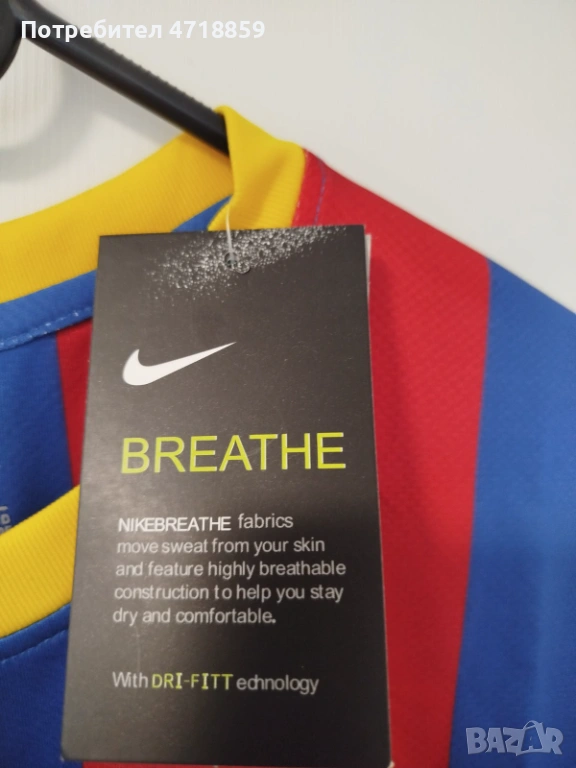 Потребител 4718859
BREATHE
NIKEBREATHE fabrics
move sweat from your skin
and feature highly breathable
construction to help you stay
dry and comfortable.
With DRI-FITT echnology
BAZAR